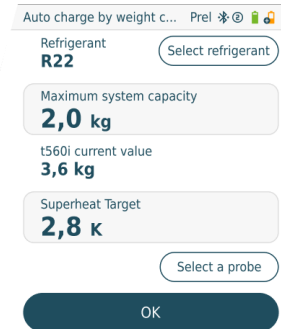 Auto charge by weight c... Prel 2
Refrigerant
R22
Select refrigerant
Maximum system capacity
2,0 kg
t560i current value
3,6 kg
Superheat Target
2,8 K
Select a probe
OK